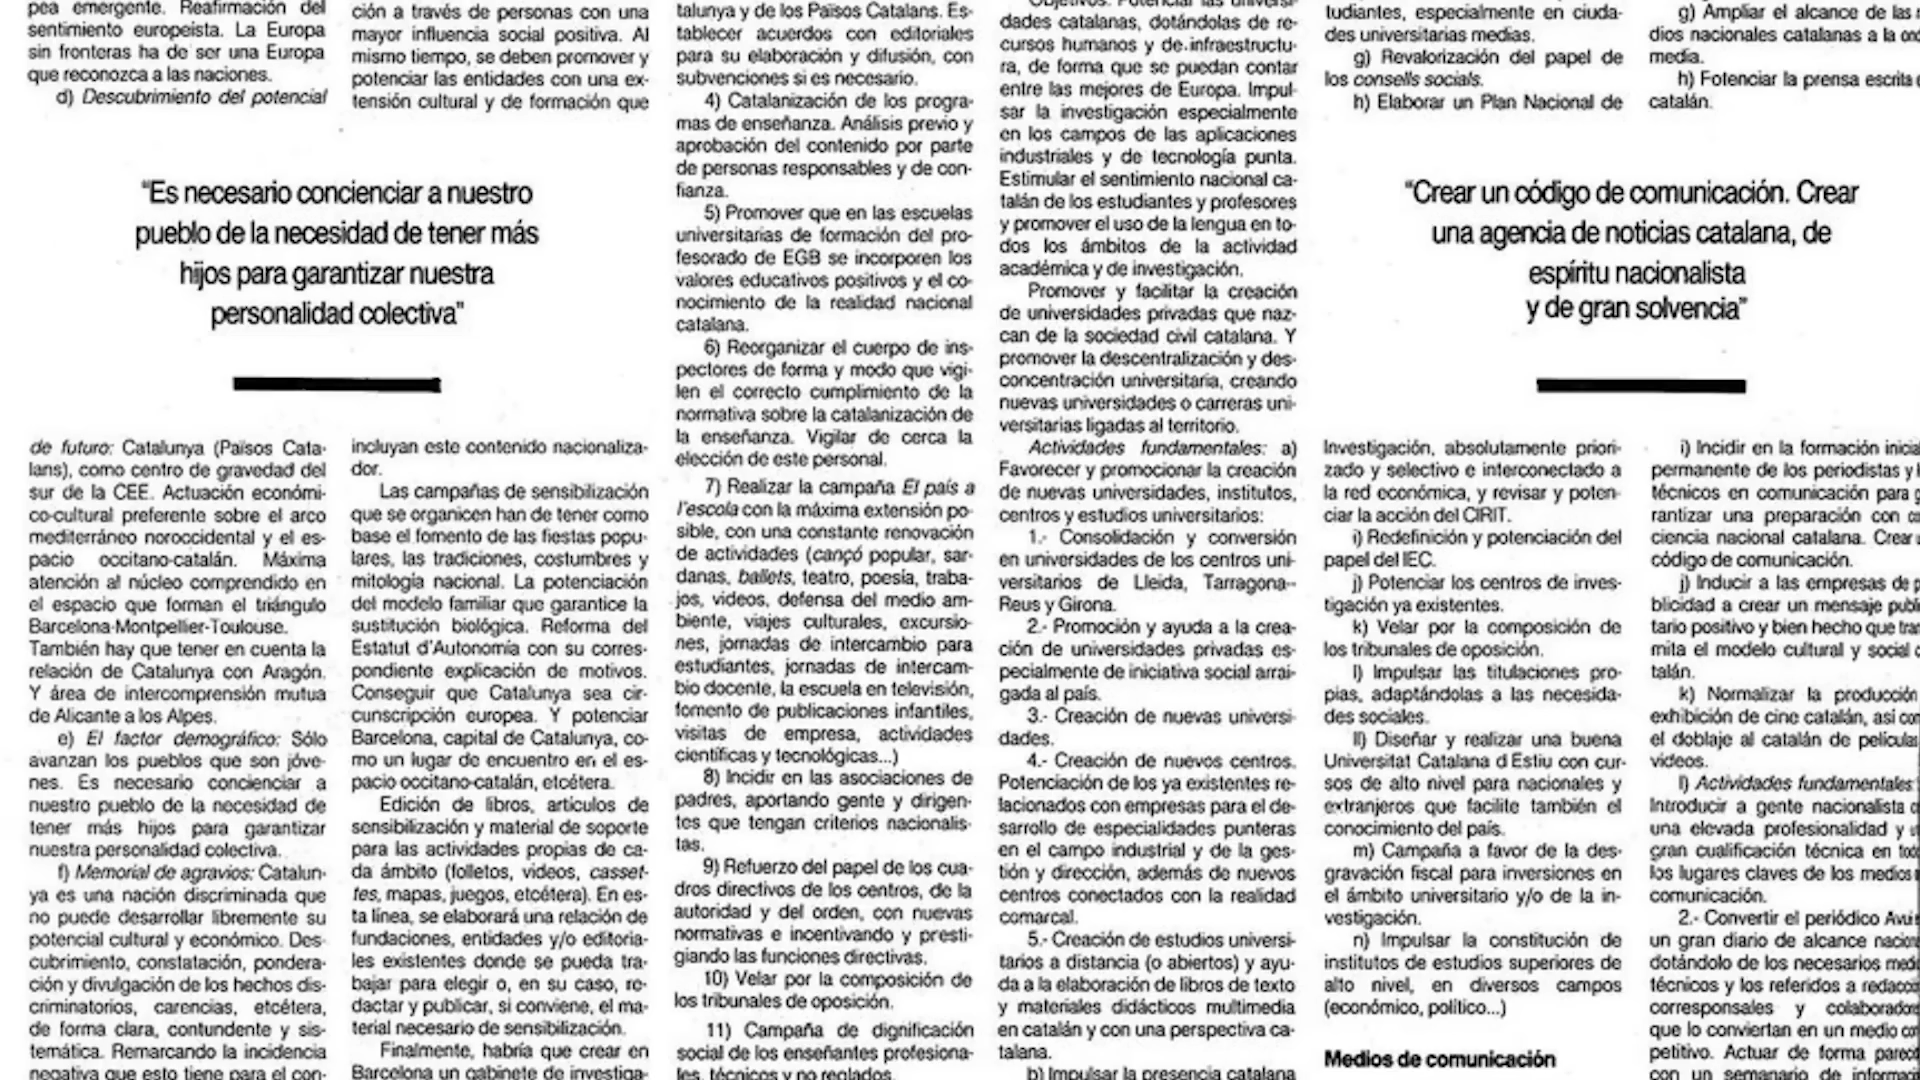 pea emergente. Reafirmación del
sentimiento europeísta. La Europa
sin fronteras ha de ser una Europa
que reconozca a las naciones.
d) Descubrimiento del potencial
ción a través de personas con una
mayor influencia social positiva. Al
mismo tiempo, se deben promover y
potenciar las entidades con una ex-
tensión cultural y de formación que
"Es necesario concienciar a nuestro
pueblo de la necesidad de tener más
hijos para garantizar nuestra
personalidad colectiva"
de futuro: Catalunya (Països Cata-
lans), como centro de gravedad del
sur de la CEE. Actuación económi-
co-cultural preferente sobre el arco
mediterráneo noroccidental y el es-
pacio occitano-catalán. Máxima
atención al núcleo comprendido en
el espacio que forman el triángulo
Barcelona-Montpellier-Toulouse.
También hay que tener en cuenta la
relación de Catalunya con Aragón.
Y área de intercomprensión mutua
de Alicante a los Alpes.
e) El factor demográfico: Sólo
avanzan los pueblos que son jóve-
nes. Es necesario concienciar a
nuestro pueblo de la necesidad de
tener más hijos para garantizar
nuestra personalidad colectiva.
f) Memorial de agravios: Catalun-
ya es una nación discriminada que
no puede desarrollar libremente su
potencial cultural y económico. Des-
cubrimiento, constatación, pondera-
ción y divulgación de los hechos dis-
criminatorios, carencias, etcétera,
de forma clara, contundente y sis-
temática. Remarcando la incidencia
negativa que esto tiene para el con-
incluyan este contenido nacionaliza-
dor.
Las campañas de sensibilización
que se organicen han de tener como
base el fomento de las fiestas popu-
lares, las tradiciones, costumbres y
mitología nacional. La potenciación
del modelo familiar que garantice la
sustitución biológica. Reforma del
Estatut d'Autonomía con su corres-
pondiente explicación de motivos.
Conseguir que Catalunya sea cir-
cunscripción europea. Y potenciar
Barcelona, capital de Catalunya, co-
mo un lugar de encuentro en el es-
pacio occitano-catalán, etcétera.
Edición de libros, artículos de
sensibilización y material de soporte
para las actividades propias de ca-
da ámbito (folletos, videos, casset-
tes, mapas, juegos, etcétera). En es-
ta línea, se elaborará una relación de
fundaciones, entidades y/o editoria-
les existentes donde se pueda tra-
bajar para elegir o, en su caso, re-
dactar y publicar, si conviene, el ma-
terial necesario de sensibilización.
Finalmente, habría que crear en
Barcelona un gabinete de investiga-
talunya y de los Països Catalans. Es-
tablecer acuerdos con editoriales
para su elaboración y difusión, con
subvenciones si es necesario.
4) Catalanización de los progra-
mas de enseñanza. Análisis previo y
aprobación del contenido por parte
de personas responsables y de con-
fianza.
5) Promover que en las escuelas
universitarias de formación del pro-
fesorado de EGB se incorporen los
valores educativos positivos y el co-
nocimiento de la realidad nacional
catalana.
6) Reorganizar el cuerpo de ins-
pectores de forma y modo que vigi-
len el correcto cumplimiento de la
normativa sobre la catalanización de
la enseñanza. Vigilar de cerca la
elección de este personal.
7) Realizar la campaña El país a
l'escola con la máxima extensión po-
sible, con una constante renovación
de actividades (cançó popular, sar-
danas, ballets, teatro, poesía, traba-
jos, videos, defensa del medio am-
biente, viajes culturales, excursio-
nes, jornadas de intercambio para
estudiantes, jornadas de intercam-
bio docente, la escuela en televisión,
fomento de publicaciones infantiles,
visitas de empresa, actividades
científicas y tecnológicas...)
8) Incidir en las asociaciones de
padres, aportando gente y dirigen-
tes que tengan criterios nacionalis-
tas.
9) Refuerzo del papel de los cua-
dros directivos de los centros, de la
autoridad y del orden, con nuevas
normativas e incentivando y presti-
giando las funciones directivas.
10) Velar por la composición de
los tribunales de oposición.
11) Campaña de dignificación
social de los enseñantes profesiona-
les, técnicos y no reglados.
Objetivos: Potenciar las universi-
dades catalanas, dotándolas de re-
cursos humanos y de infraestructu-
ra, de forma que se puedan contar
entre las mejores de Europa. Impul-
sar la investigación especialmente
en los campos de las aplicaciones
industriales y de tecnología punta.
Estimular el sentimiento nacional ca-
talán de los estudiantes y profesores
y promover el uso de la lengua en to-
dos los ámbitos de la actividad
académica y de investigación.
Promover y facilitar la creación
de universidades privadas que naz-
can de la sociedad civil catalana. Y
promover la descentralización y des-
concentración universitaria, creando
nuevas universidades o carreras uni-
versitarias ligadas al territorio.
Actividades fundamentales: a)
Favorecer y promocionar la creación
de nuevas universidades, institutos,
centros y estudios universitarios:
1.- Consolidación y conversión
en universidades de los centros uni-
versitarios de Lleida, Tarragona--
Reus y Girona.
2.- Promoción y ayuda a la crea-
ción de universidades privadas es-
pecialmente de iniciativa social arrai-
gada al país.
3.- Creación de nuevas universi-
dades.
4.- Creación de nuevos centros.
Potenciación de los ya existentes re-
lacionados con empresas para el de-
sarrollo de especialidades punteras
en el campo industrial y de la ges-
tión y dirección, además de nuevos
centros conectados con la realidad
comarcal.
5.- Creación de estudios universi-
tarios a distancia (o abiertos) y ayu-
da a la elaboración de libros de texto
y materiales didácticos multimedia
en catalán y con una perspectiva ca-
talana.
b) Impulsar la presencia catalana
tudiantes, especialmente en ciuda-
des universitarias medias.
g) Revalorización del papel de
los consells socials.
h) Elaborar un Plan Nacional de
g) Ampliar el alcance de las
dios nacionales catalanas a la
media.
h) Fotenciar la prensa escrita
catalán.
"Crear un código de comunicación. Crear
una agencia de noticias catalana, de
espíritu nacionalista
y de gran solvencia"
Investigación, absolutamente priori-
zado y selectivo e interconectado a
la red económica, y revisar y poten-
ciar la acción del CIRIT.
i) Redefinición y potenciación del
papel del IEC.
j) Potenciar los centros de inves-
tigación ya existentes.
k) Velar por la composición de
los tribunales de oposición.
l) Impulsar las titulaciones pro-
pias, adaptándolas a las necesida-
des sociales.
ll) Diseñar y realizar una buena
Universitat Catalana d'Estiu con cur-
sos de alto nivel para nacionales y
extranjeros que facilite también el
conocimiento del país.
m) Campaña a favor de la des-
gravación fiscal para inversiones en
el ámbito universitario y/o de la in-
vestigación.
n) Impulsar la constitución de
institutos de estudios superiores de
alto nivel, en diversos campos
(económico, político...)
Medios de comunicación
i) Incidir en la formación inicia
permanente de los periodistas y
técnicos en comunicación para g
rantizar una preparación con co
ciencia nacional catalana. Crear
código de comunicación.
j) Inducir a las empresas de p
blicidad a crear un mensaje publi
tario positivo y bien hecho que tran
mita el modelo cultural y social c
talán.
k) Normalizar la producción
exhibición de cine catalán, así com
el doblaje al catalán de películas
videos.
l) Actividades fundamentales:
Introducir a gente nacionalista
una elevada profesionalidad y
gran cualificación técnica en
los lugares claves de los medios
comunicación.
2.- Convertir el periódico Avui
un gran diario de alcance nacion
dotándolo de los necesarios
técnicos y los referidos a redacción
corresponsales y colaboradores
que lo conviertan en un medio com
petitivo. Actuar de forma
con un semanario de informaci